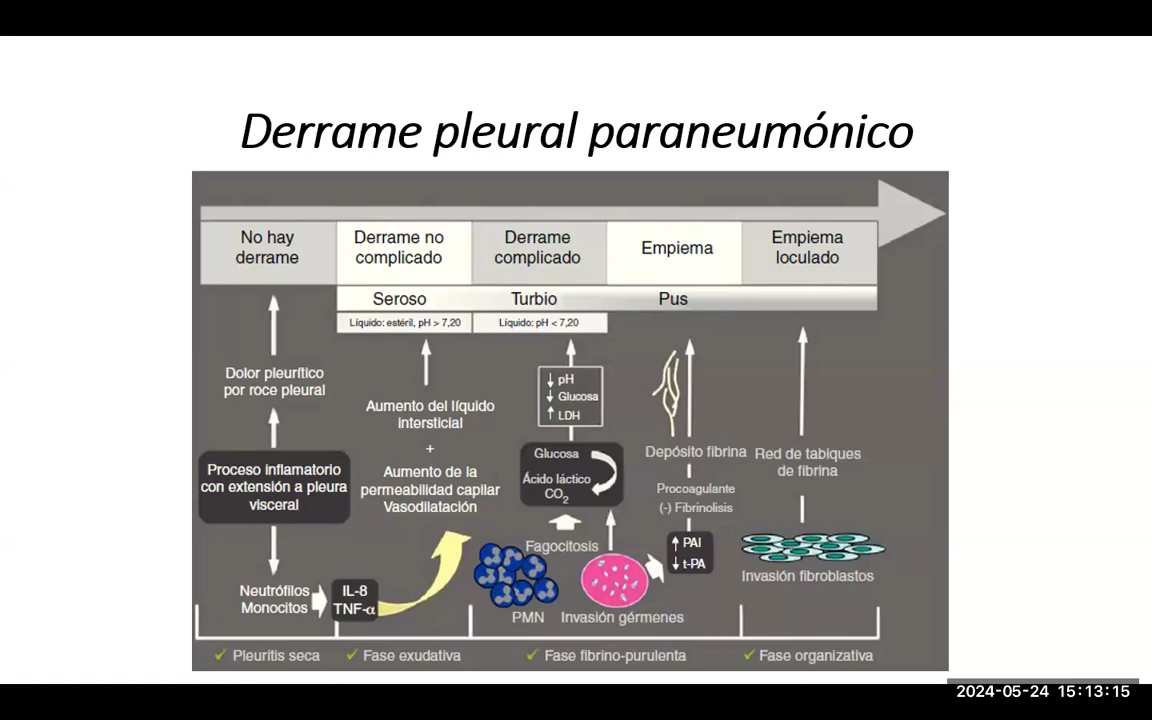 Derrame pleural paraneumónico
No hay
derrame
Derrame no
complicado
Derrame
complicado
Empiema
Empiema
loculado
Seroso
Turbio
Pus
Líquido: estéril, pH > 7,20
Líquido: pH < 7,20
Dolor pleurítico
por roce pleural
Proceso inflamatorio
con extensión a pleura
visceral
Neutrófilos
Monocitos
IL-8
TNF-α
Aumento del líquido
intersticial
+
Aumento de la
permeabilidad capilar
Vasodilatación
↓ pH
↓ Glucosa
↑ LDH
Glucosa
Ácido láctico
CO2
Fagocitosis
PMN
Invasión gérmenes
Depósito fibrina
Procoagulante
(-) Fibrinolisis
↑ PAI
↓ t-PA
Red de tabiques
de fibrina
Invasión fibroblastos
✓ Pleuritis seca
✓ Fase exudativa
✓ Fase fibrino-purulenta
✓ Fase organizativa
2024-05-24 15:13:15